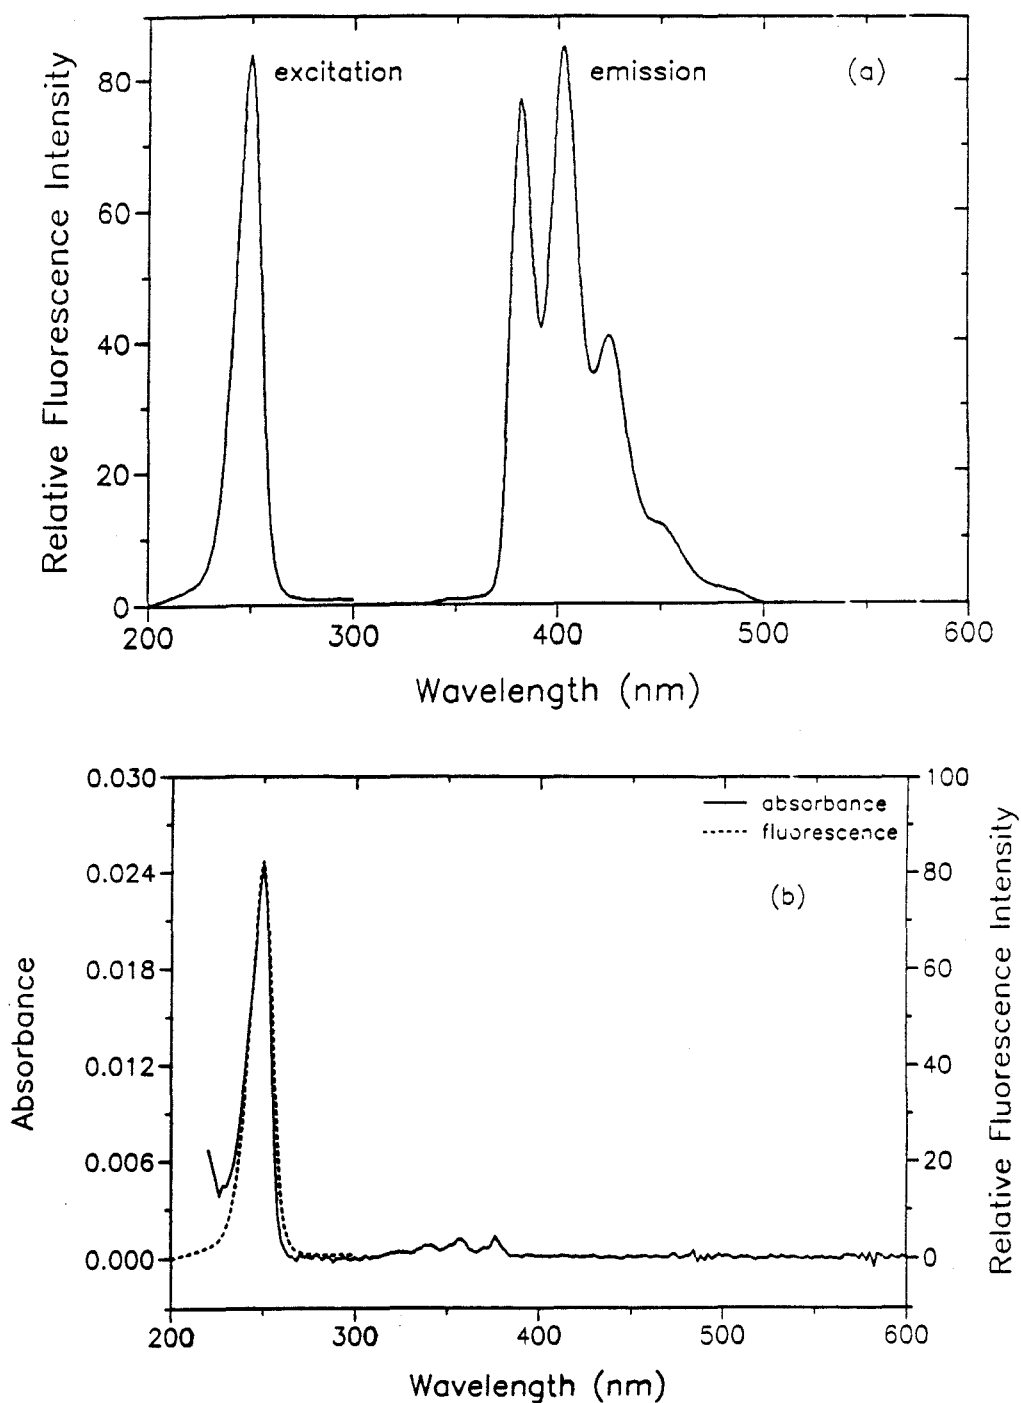 excitation
emission
(a)
Relative Fluorescence Intensity
80
60
40
20
0
200
300
400
500
600
Wavelength (nm)
0.030
0.024
0.018
0.012
0.006
0.000
Absorbance
absorbance
fluorescence
(b)
100
80
60
40
20
0
Relative Fluorescence Intensity
200
300
400
500
600
Wavelength (nm)